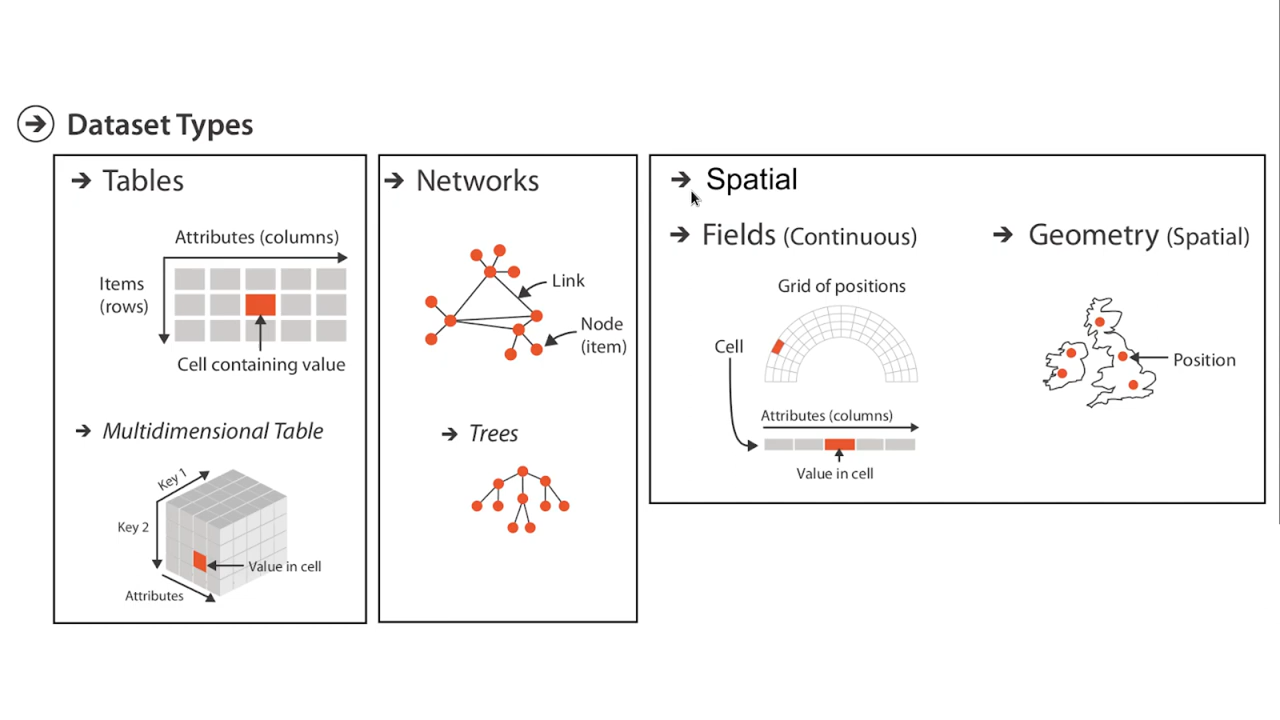 Dataset Types
Tables
Attributes (columns)
Items
(rows)
Cell containing value
Multidimensional Table
Key 1
Key 2
Value in cell
Attributes
Networks
Link
Node
(item)
Trees
Spatial
Fields (Continuous)
Grid of positions
Cell
Attributes (columns)
Value in cell
Geometry (Spatial)
Position